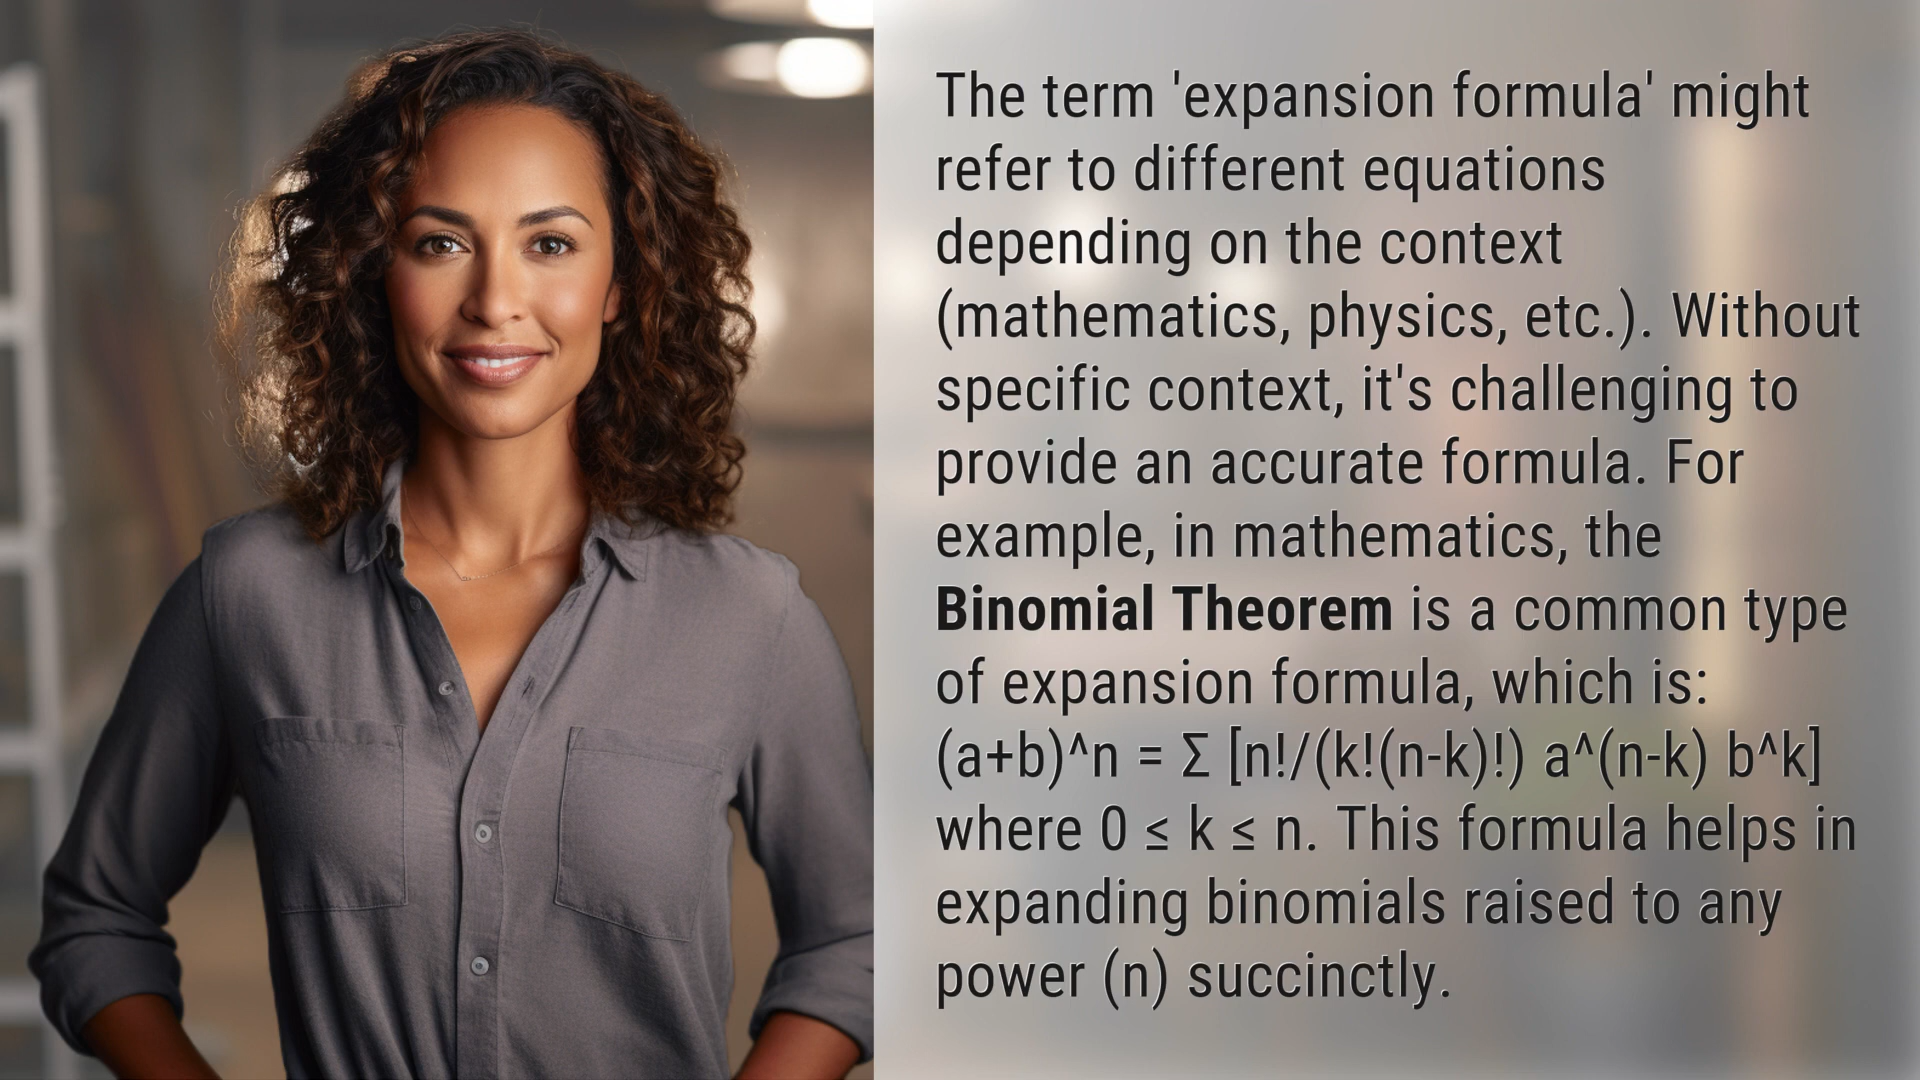 The term 'expansion formula' might
refer to different equations
depending on the context
(mathematics, physics, etc.). Without
specific context, it's challenging to
provide an accurate formula. For
example, in mathematics, the
Binomial Theorem is a common type
of expansion formula, which is:
(a+b)^n = Σ [n!/(k!(n-k)!) a^(n-k) b^k]
where 0 ≤ k ≤ n. This formula helps in
expanding binomials raised to any
power (n) succinctly.